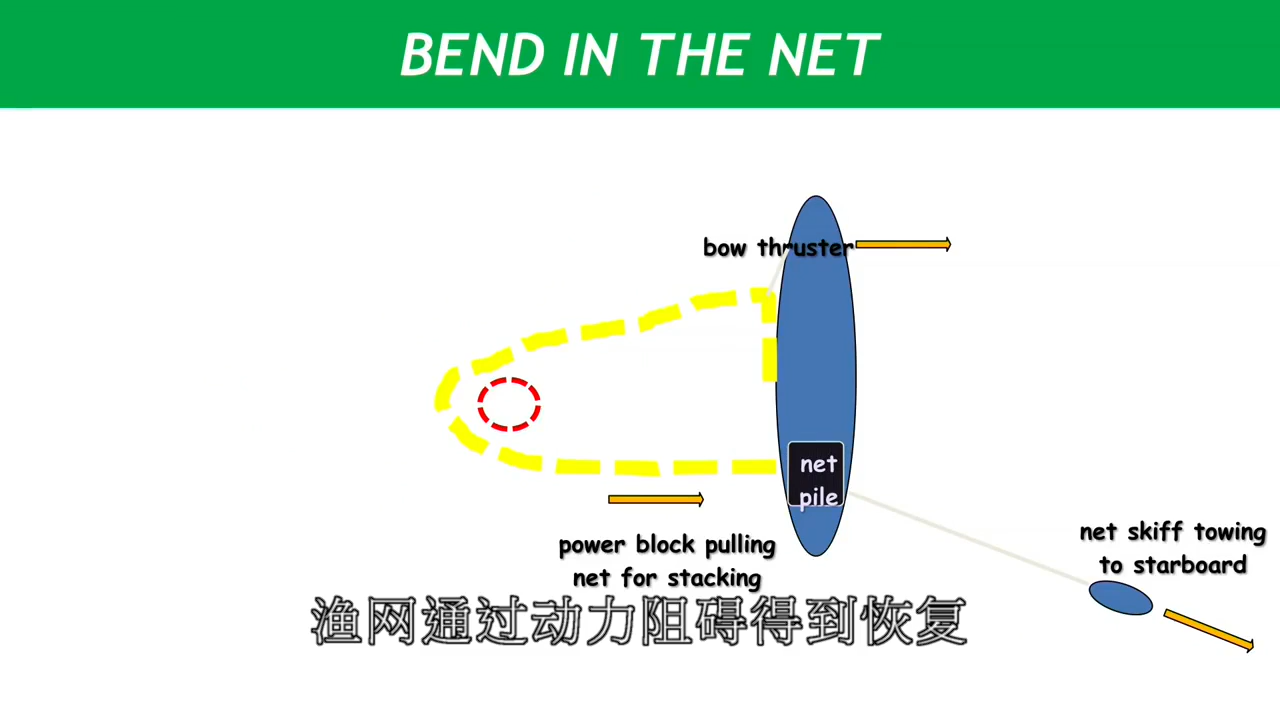 BEND IN THE NET
bow thruster
net
pile
net skiff towing
to starboard
power block pulling
net for stacking
渔网通过动力阻碍得到恢复